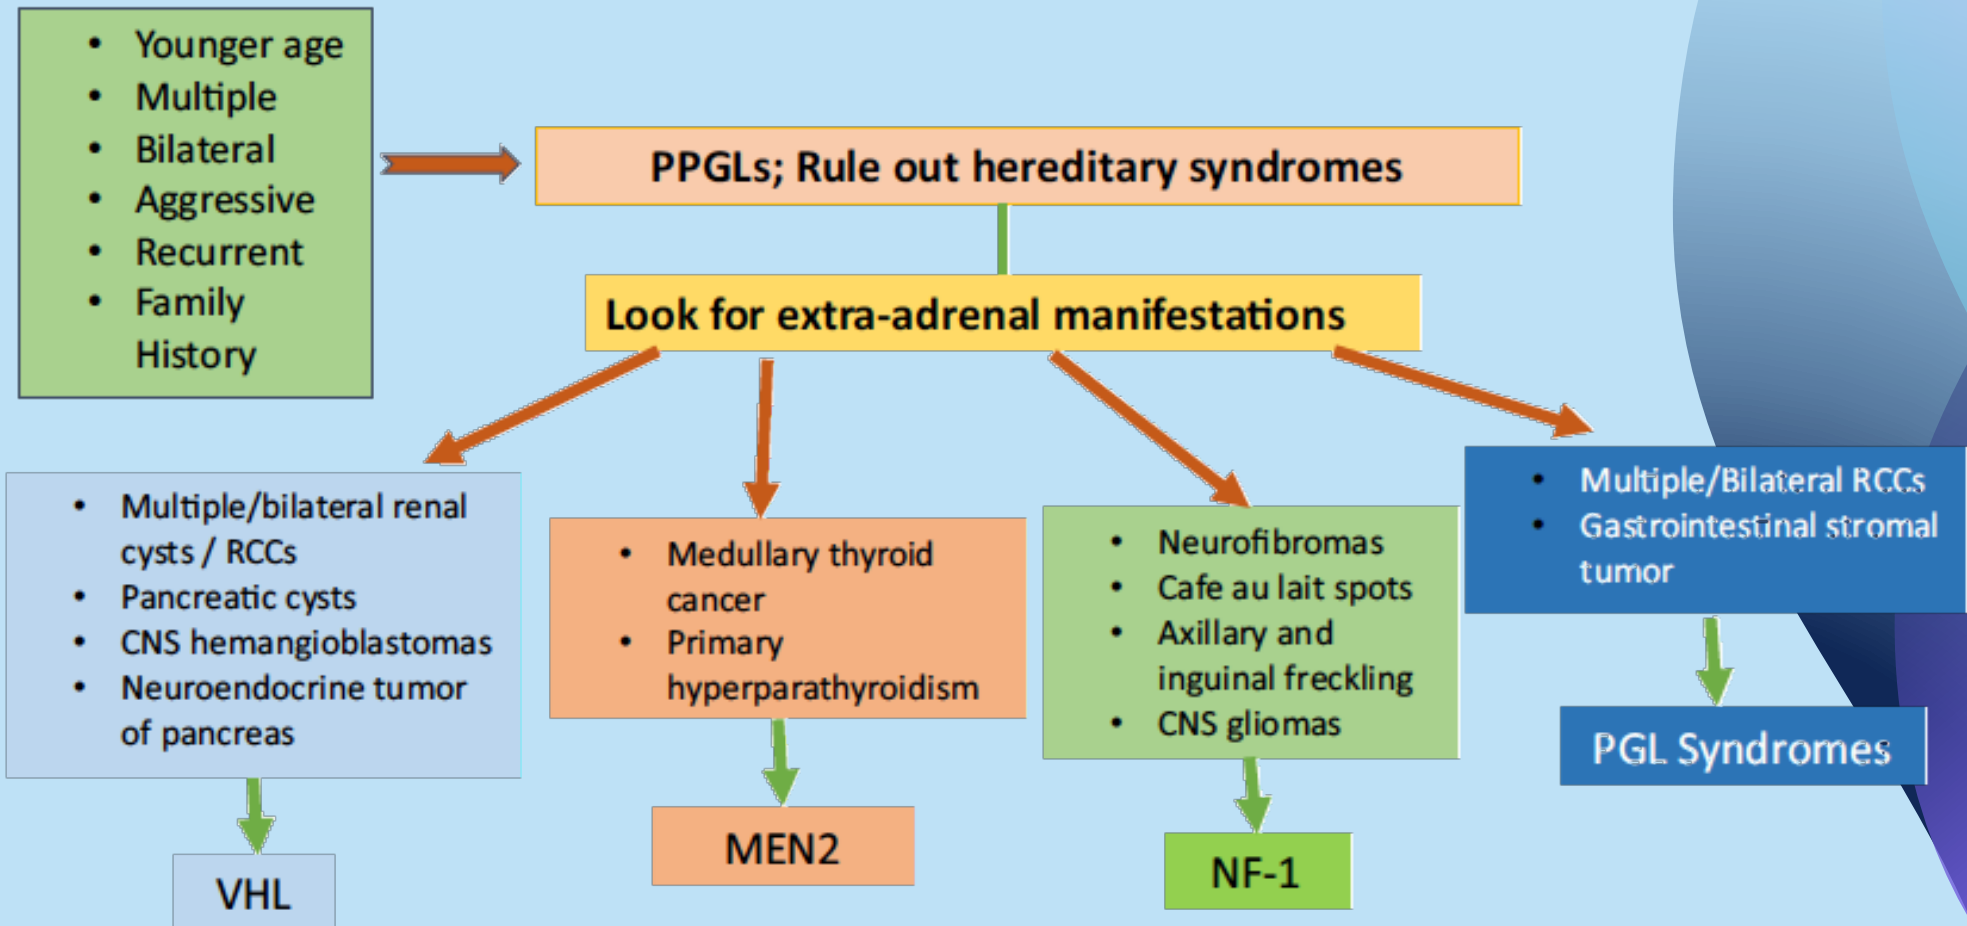 • Younger age
• Multiple
• Bilateral
• Aggressive
• Recurrent
• Family
History
PPGLs; Rule out hereditary syndromes
Look for extra-adrenal manifestations
• Multiple/bilateral renal
cysts / RCCs
• Pancreatic cysts
• CNS hemangioblastomas
• Neuroendocrine tumor
of pancreas
VHL
• Medullary thyroid
cancer
• Primary
hyperparathyroidism
MEN2
• Neurofibromas
• Cafe au lait spots
• Axillary and
inguinal freckling
• CNS gliomas
NF-1
• Multiple/Bilateral RCCs
• Gastrointestinal stromal
tumor
PGL Syndromes